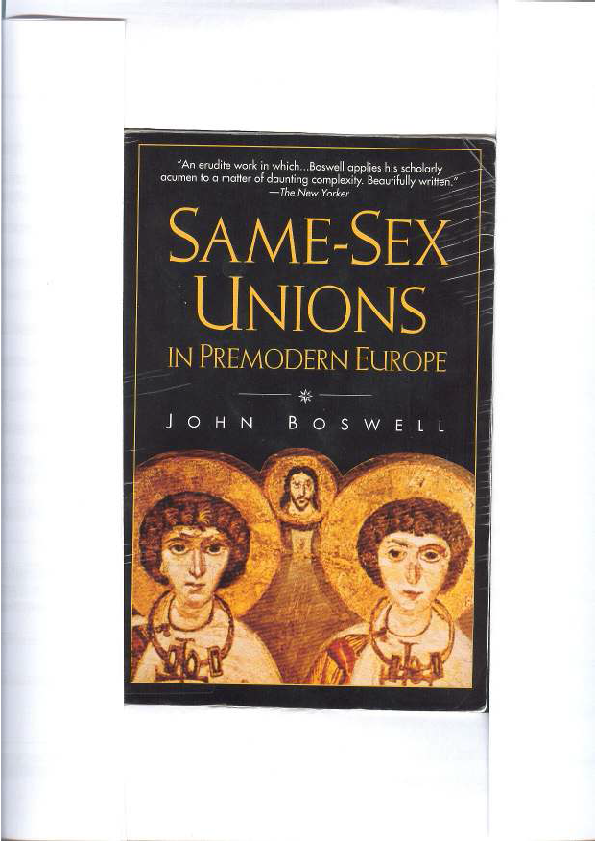 "An erudite work in which...Boswell applies his scholarly
acumen to a matter of daunting complexity. Beautifully written."
—The New Yorker
SAME-SEX
UNIONS
IN PREMODERN EUROPE
JOHN BOSWELL